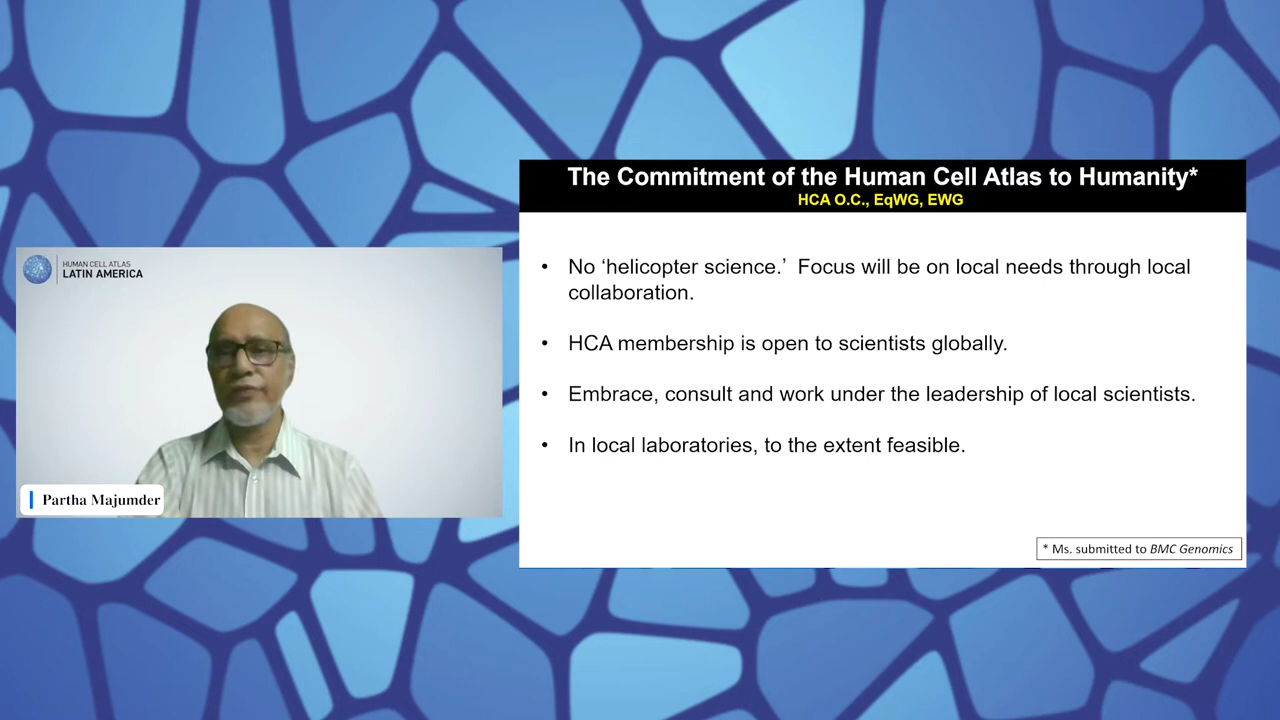 HUMAN CELL ATLAS
LATIN AMERICA
Partha Majumder
The Commitment of the Human Cell Atlas to Humanity*
HCA O.C., EqWG, EWG
• No ‘helicopter science.’ Focus will be on local needs through local
collaboration.
• HCA membership is open to scientists globally.
• Embrace, consult and work under the leadership of local scientists.
• In local laboratories, to the extent feasible.
* Ms. submitted to BMC Genomics